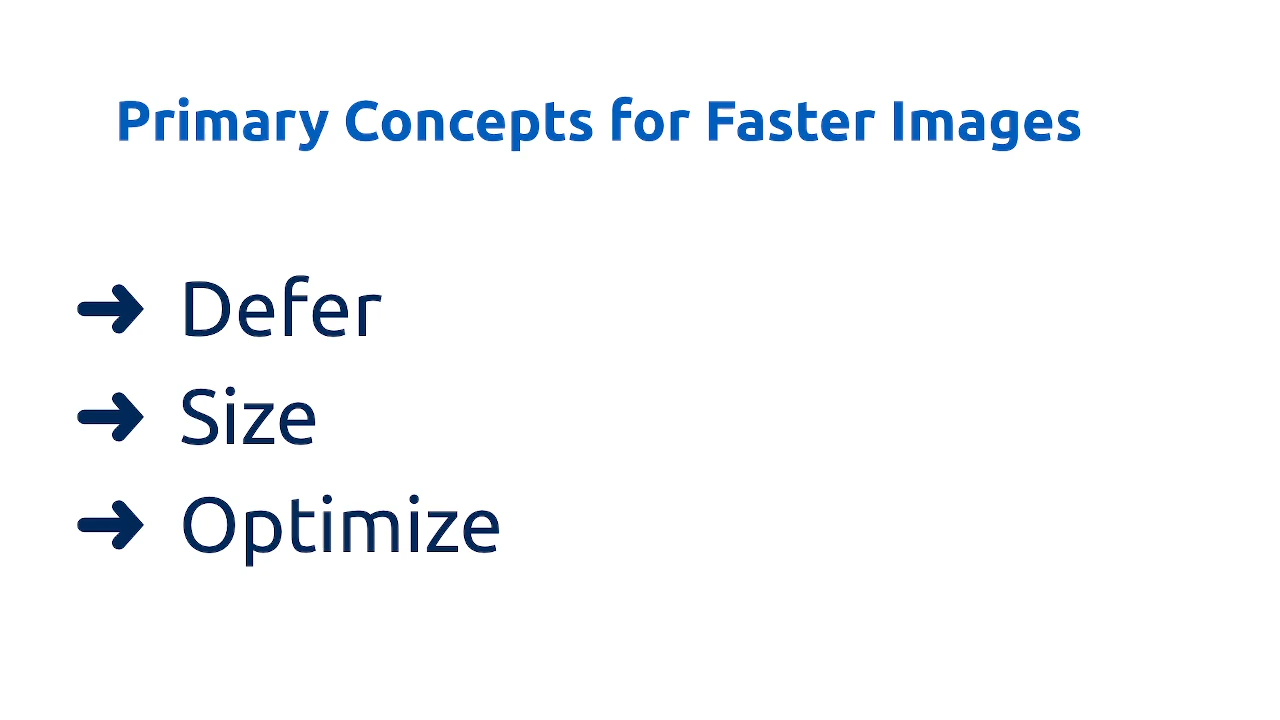 Primary Concepts for Faster Images
➜ Defer
➜ Size
➜ Optimize